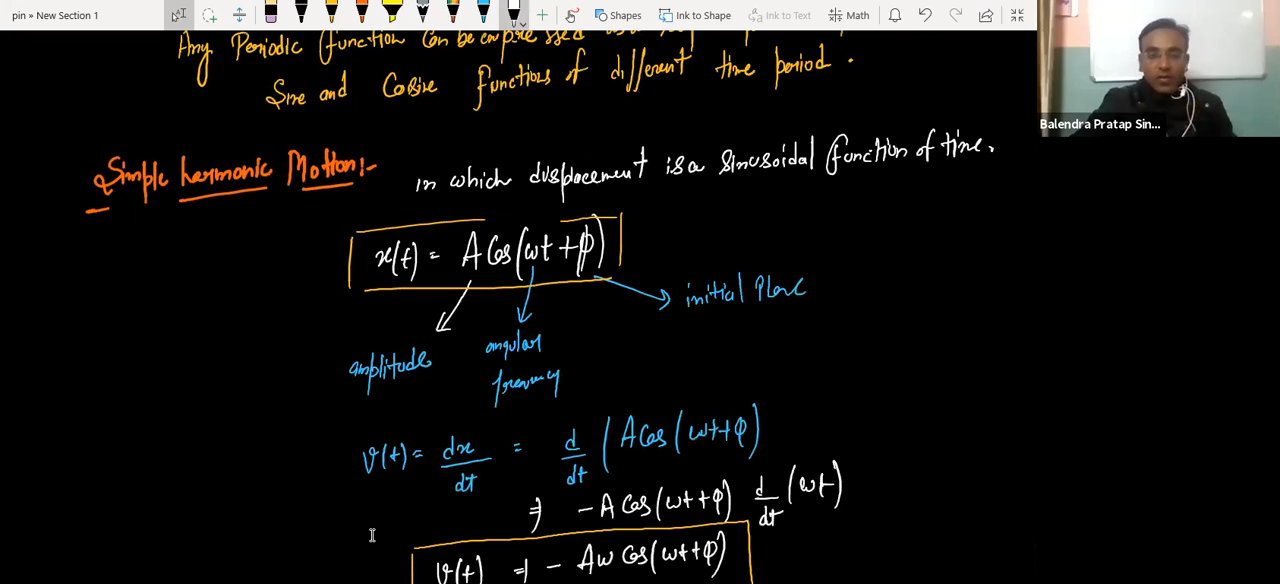 pin » New Section 1
Shapes
Ink to Shape
Ink to Text
Math
Balendra Pratap Sin...
Any Periodic function Can be expressed
Sine and Cosine functions of different time period.
Simple harmonic Motion:- in which displacement is a sinusoidal function of time.
x(t) = A Cos(ωt + φ)
initial Phase
amplitude
angular
frequency
v(t) = dx/dt = d/dt (A Cos(ωt+φ)
⇒ - A Cos(ωt+φ) d/dt (ωt)
v(t) ⇒ - Aω Cos(ωt+φ)